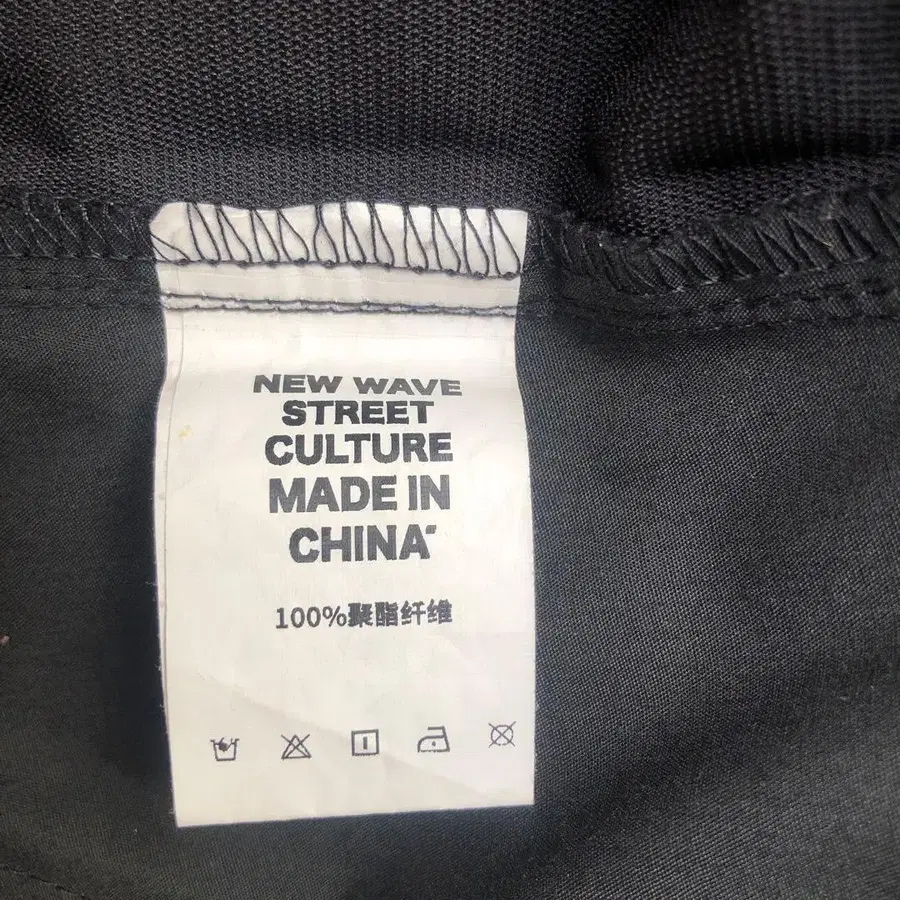 NEW WAVE
STREET
CULTURE
MADE IN
CHINA
100%聚酯纤维